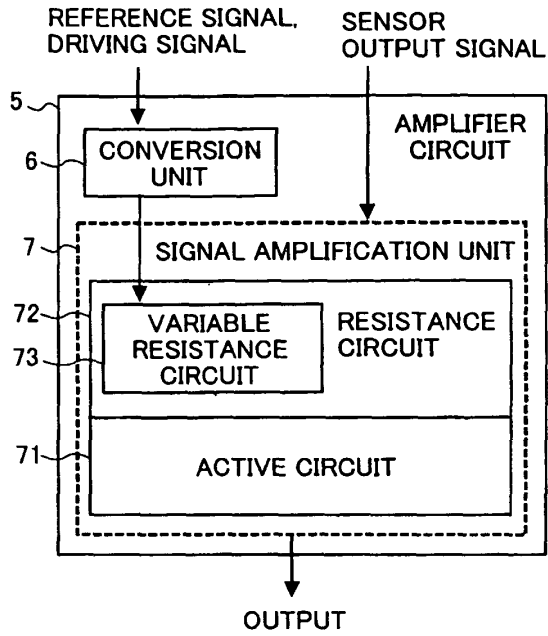 REFERENCE SIGNAL,
DRIVING SIGNAL
SENSOR
OUTPUT SIGNAL
5
AMPLIFIER
CIRCUIT
6
CONVERSION
UNIT
7
SIGNAL AMPLIFICATION UNIT
72
VARIABLE
RESISTANCE
CIRCUIT
RESISTANCE
CIRCUIT
73
71
ACTIVE CIRCUIT
OUTPUT